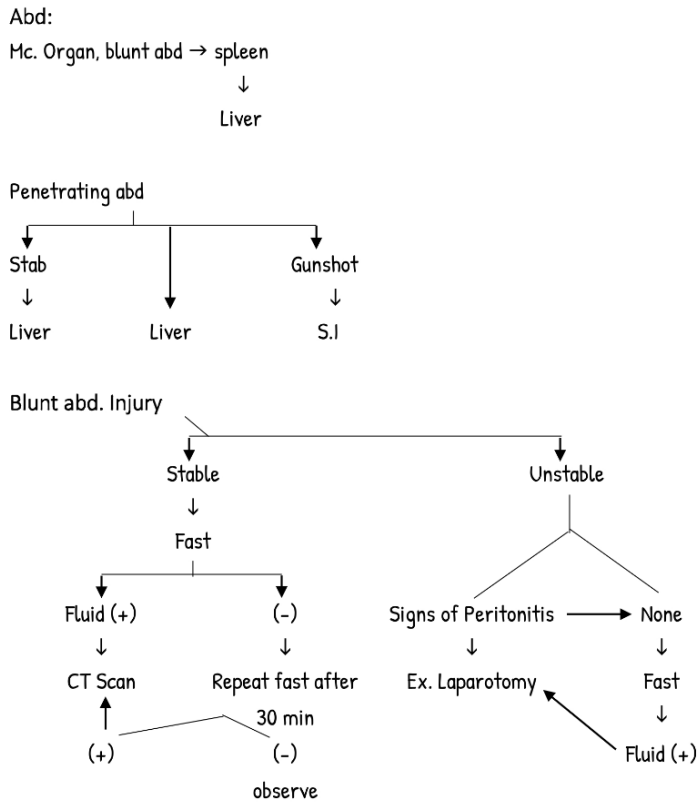 Abd:
Mc. Organ, blunt abd → spleen
↓
Liver
Penetrating abd
Stab Gunshot
↓ ↓
Liver Liver S.I
Blunt abd. Injury
Stable Unstable
↓
Fast
Fluid (+) (-) Signs of Peritonitis None
↓ ↓ ↓ ↓
CT Scan Repeat fast after Ex. Laparotomy Fast
30 min ↓
(+) (-) Fluid (+)
observe